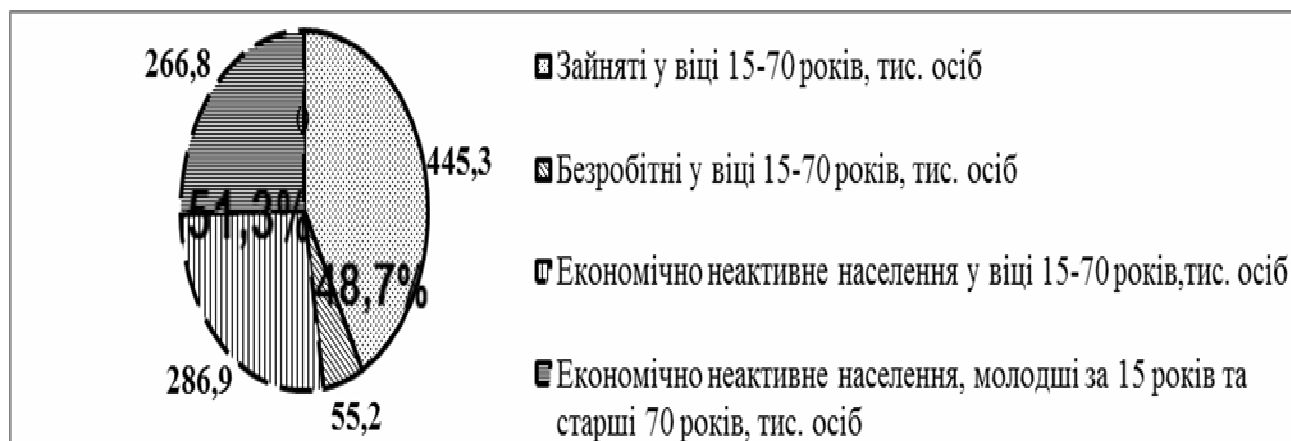 266,8
445,3
51,3%
48,7%
286,9
55,2
Зайняті у віці 15-70 років, тис. осіб
Безробітні у віці 15-70 років, тис. осіб
Економічно неактивне населення у віці 15-70 років,тис. осіб
Економічно неактивне населення, молодші за 15 років та
старші 70 років, тис. осіб